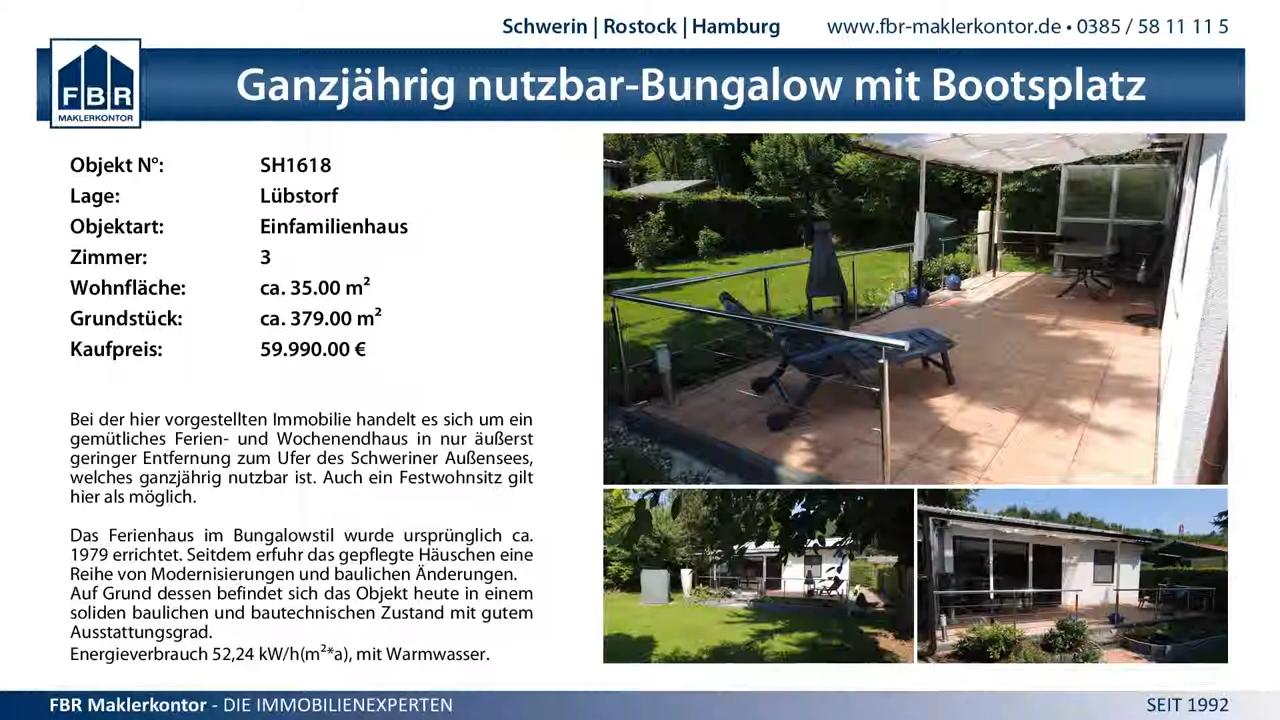 Schwerin | Rostock | Hamburg www.fbr-maklerkontor.de • 0385 / 58 11 11 5
FBR
MAKLERKONTOR
Ganzjährig nutzbar-Bungalow mit Bootsplatz
Objekt N°: SH1618
Lage: Lübstorf
Objektart: Einfamilienhaus
Zimmer: 3
Wohnfläche: ca. 35.00 m²
Grundstück: ca. 379.00 m²
Kaufpreis: 59.990.00 €
Bei der hier vorgestellten Immobilie handelt es sich um ein
gemütliches Ferien- und Wochenendhaus in nur äußerst
geringer Entfernung zum Ufer des Schweriner Außensees,
welches ganzjährig nutzbar ist. Auch ein Festwohnsitz gilt
hier als möglich.
Das Ferienhaus im Bungalowstil wurde ursprünglich ca.
1979 errichtet. Seitdem erfuhr das gepflegte Häuschen eine
Reihe von Modernisierungen und baulichen Änderungen.
Auf Grund dessen befindet sich das Objekt heute in einem
soliden baulichen und bautechnischen Zustand mit gutem
Ausstattungsgrad.
Energieverbrauch 52,24 kW/h(m²*a), mit Warmwasser.
FBR Maklerkontor - DIE IMMOBILIENEXPERTEN SEIT 1992